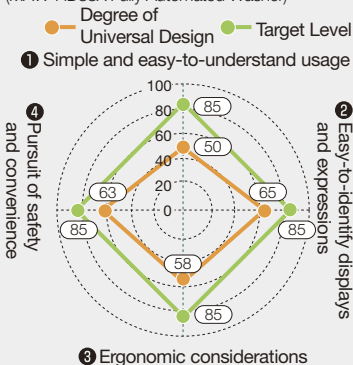 Degree of
Universal Design
Target Level
❶ Simple and easy-to-understand usage
100
80
60
40
20
0
85
50
❷ Easy-to-identify displays
and expressions
65
85
❹ Pursuit of safety
and convenience
63
85
58
85
❸ Ergonomic considerations